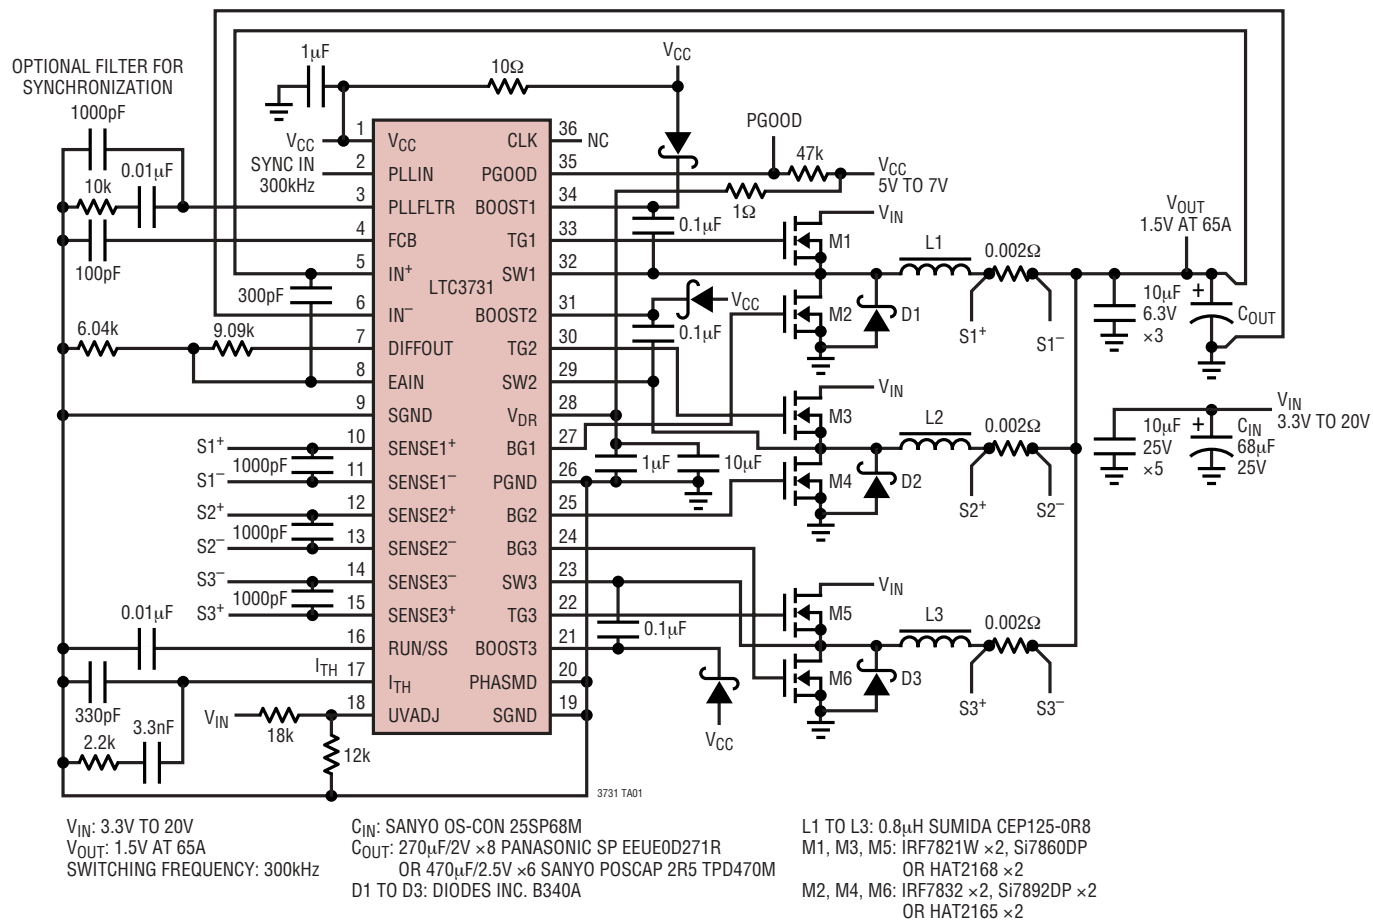 OPTIONAL FILTER FOR
SYNCHRONIZATION
1000pF
0.01µF
10k
100pF
1µF
10Ω
VCC
VCC
SYNC IN
300kHz
300pF
6.04k
9.09k
S1+
S1−
1000pF
S2+
S2−
1000pF
S3−
S3+
1000pF
0.01µF
ITH
330pF
2.2k
3.3nF
VIN
18k
12k
LTC3731
1 VCC
2 PLLIN
3 PLLFLTR
4 FCB
5 IN+
6 IN−
7 DIFFOUT
8 EAIN
9 SGND
10 SENSE1+
11 SENSE1−
12 SENSE2+
13 SENSE2−
14 SENSE3−
15 SENSE3+
16 RUN/SS
17 ITH
18 UVADJ
CLK 36 NC
PGOOD 35
BOOST1 34
TG1 33
SW1 32
BOOST2 31
TG2 30
SW2 29
VDR 28
BG1 27
PGND 26
BG2 25
BG3 24
SW3 23
TG3 22
BOOST3 21
PHASMD 20
SGND 19
PGOOD
47k
VCC
5V TO 7V
1Ω
0.1µF
VCC
0.1µF
1µF
10µF
0.1µF
VCC
VIN
M1
M2
D1
L1
0.002Ω
S1+
S1−
VIN
M3
M4
D2
L2
0.002Ω
S2+
S2−
VIN
M5
M6
D3
L3
0.002Ω
S3+
S3−
VOUT
1.5V AT 65A
10µF
6.3V
×3
+
COUT
VIN
3.3V TO 20V
10µF
25V
×5
+
CIN
68µF
25V
3731 TA01
VIN: 3.3V TO 20V
VOUT: 1.5V AT 65A
SWITCHING FREQUENCY: 300kHz
CIN: SANYO OS-CON 25SP68M
COUT: 270µF/2V ×8 PANASONIC SP EEUE0D271R
OR 470µF/2.5V ×6 SANYO POSCAP 2R5 TPD470M
D1 TO D3: DIODES INC. B340A
L1 TO L3: 0.8µH SUMIDA CEP125-0R8
M1, M3, M5: IRF7821W ×2, Si7860DP
OR HAT2168 ×2
M2, M4, M6: IRF7832 ×2, Si7892DP ×2
OR HAT2165 ×2